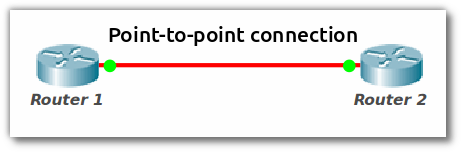 Point-to-point connection
Router 1
Router 2